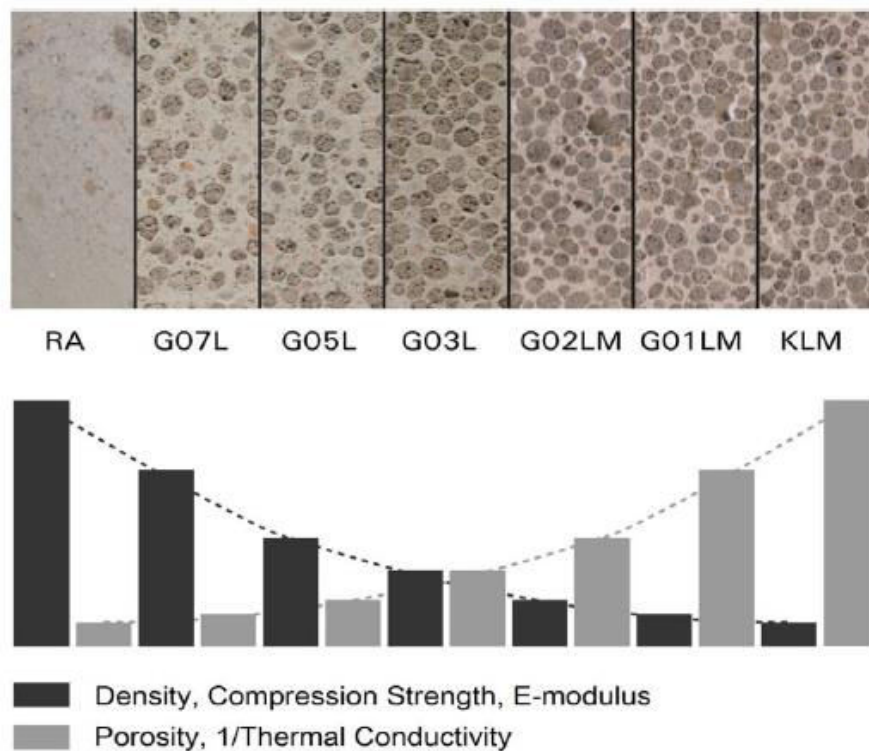 RA G07L G05L G03L G02LM G01LM KLM
Density, Compression Strength, E-modulus
Porosity, 1/Thermal Conductivity